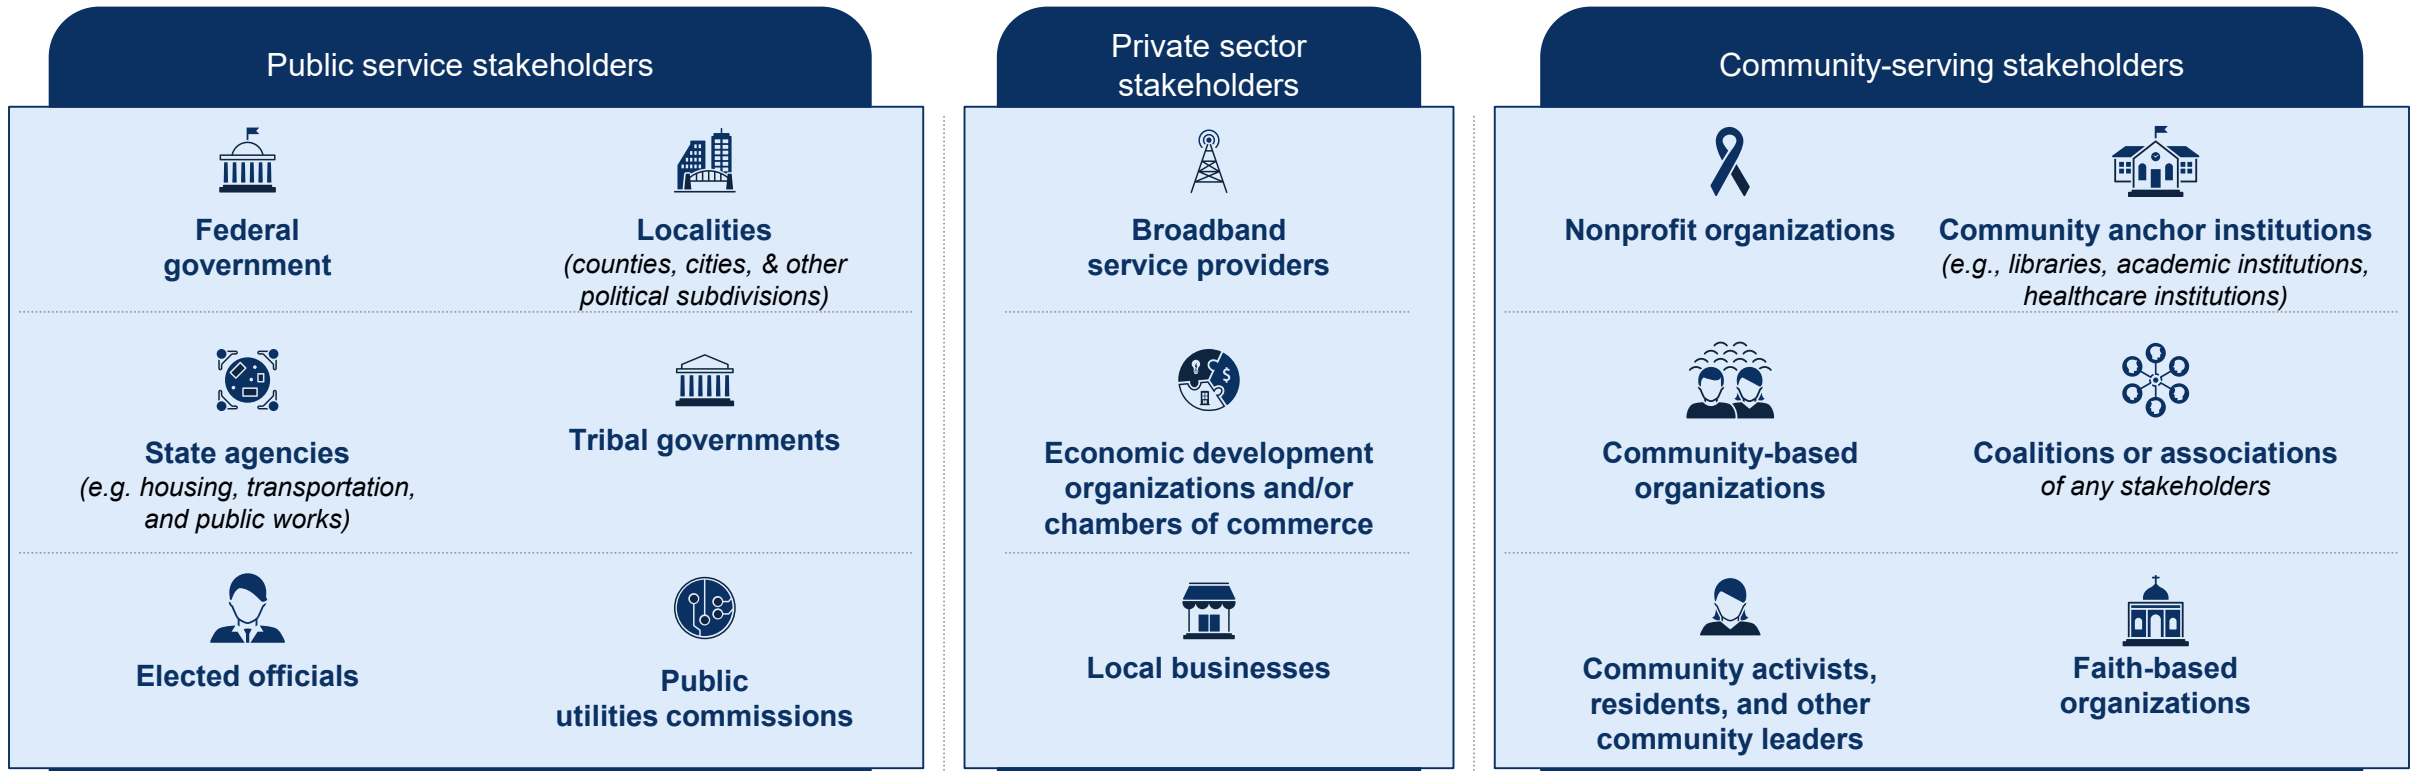 Public service stakeholders
Federal
government
Localities
(counties, cities, & other
political subdivisions)
State agencies
(e.g. housing, transportation,
and public works)
Tribal governments
Elected officials
Public
utilities commissions
Private sector
stakeholders
Broadband
service providers
Economic development
organizations and/or
chambers of commerce
Local businesses
Community-serving stakeholders
Nonprofit organizations
Community anchor institutions
(e.g., libraries, academic institutions,
healthcare institutions)
Community-based
organizations
Coalitions or associations
of any stakeholders
Community activists,
residents, and other
community leaders
Faith-based
organizations